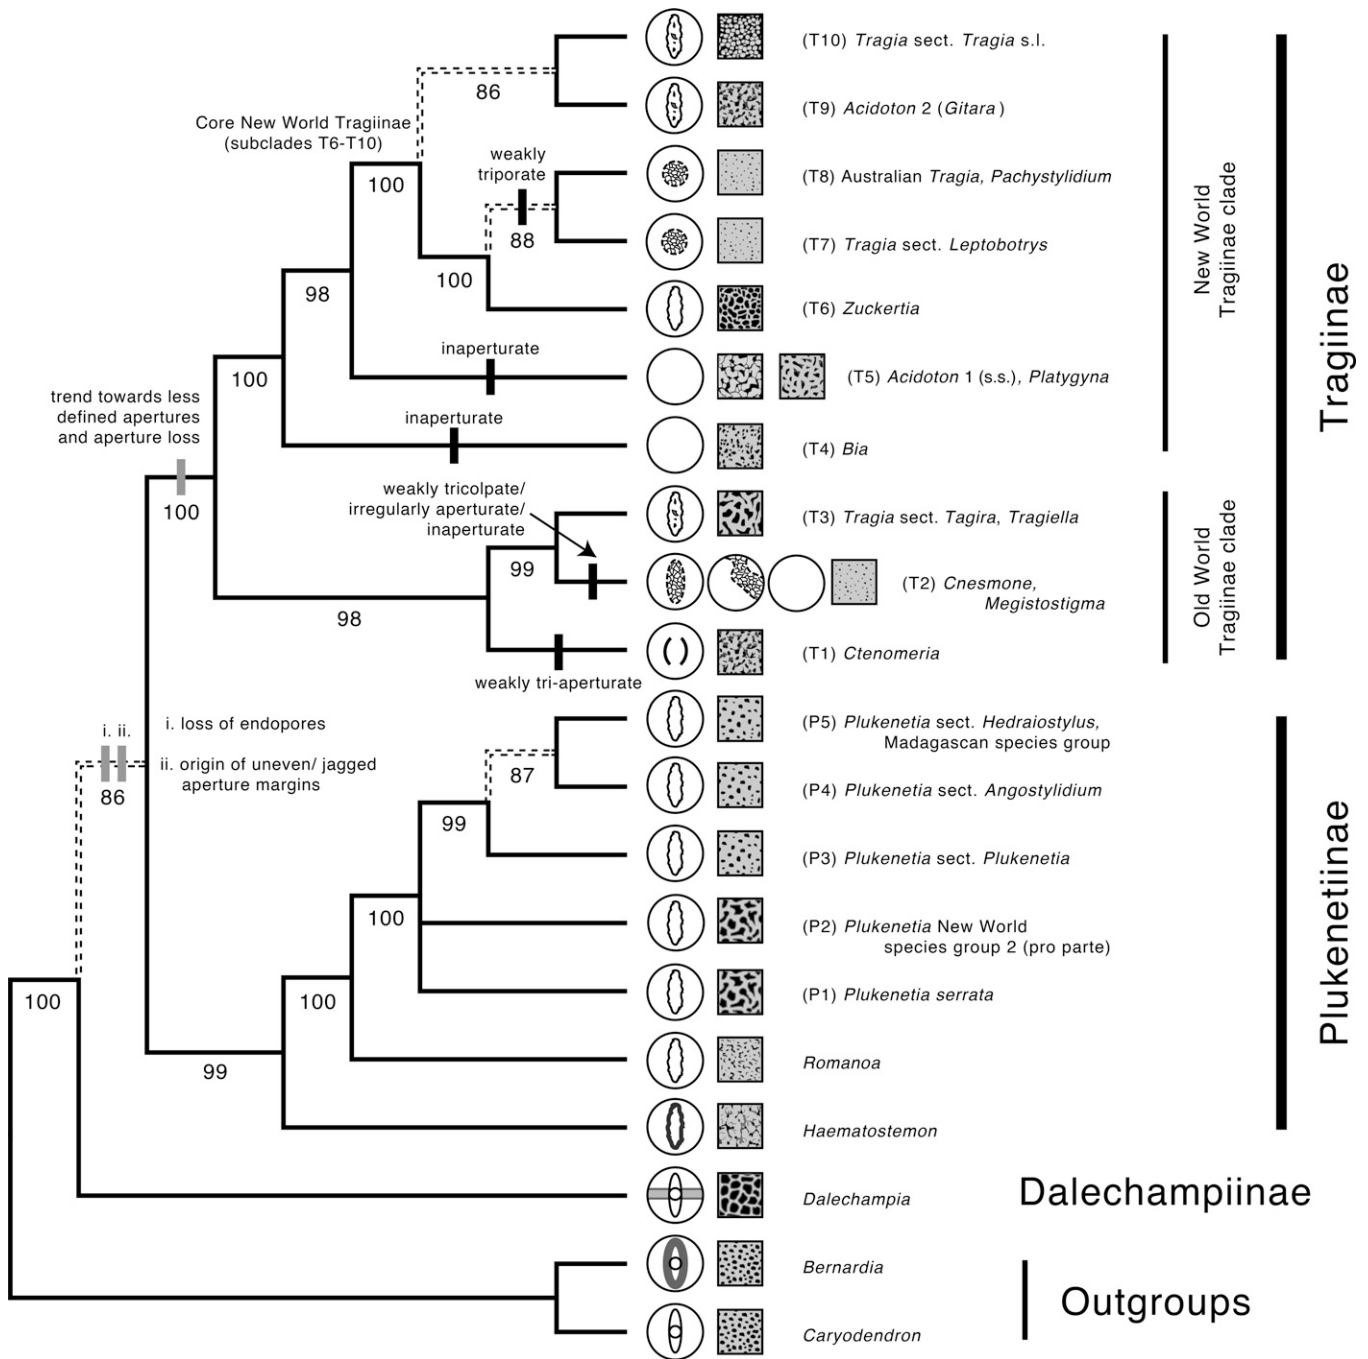 (T10) Tragia sect. Tragia s.l.
86
(T9) Acidoton 2 (Gitara)
Core New World Tragiinae
(subclades T6-T10)
weakly
triporate
100
(T8) Australian Tragia, Pachystylidium
88
(T7) Tragia sect. Leptobotrys
100
98
(T6) Zuckertia
inaperturate
100
(T5) Acidoton 1 (s.s.), Platygyna
trend towards less
defined apertures
and aperture loss
inaperturate
(T4) Bia
New World
Tragiinae clade
Tragiinae
weakly tricolpate/
irregularly aperturate/
inaperturate
100
(T3) Tragia sect. Tagira, Tragiella
99
(T2) Cnesmone,
Megistostigma
98
(T1) Ctenomeria
weakly tri-aperturate
Old World
Tragiinae clade
i. ii.
i. loss of endopores
ii. origin of uneven/ jagged
aperture margins
86
(P5) Plukenetia sect. Hedraiostylus,
Madagascan species group
87
(P4) Plukenetia sect. Angostylidium
99
(P3) Plukenetia sect. Plukenetia
100
(P2) Plukenetia New World
species group 2 (pro parte)
100
(P1) Plukenetia serrata
100
99
Romanoa
Haematostemon
Plukenetiinae
Dalechampia
Dalechampiinae
Bernardia
Outgroups
Caryodendron